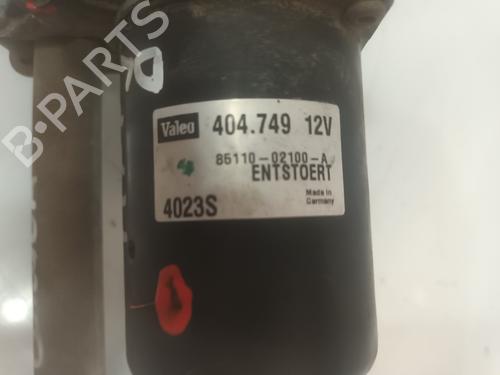 B-PARTS
Valeo 404.749 12V
85110-02100-A
ENTSTOERT
4023S
Made in
Germany